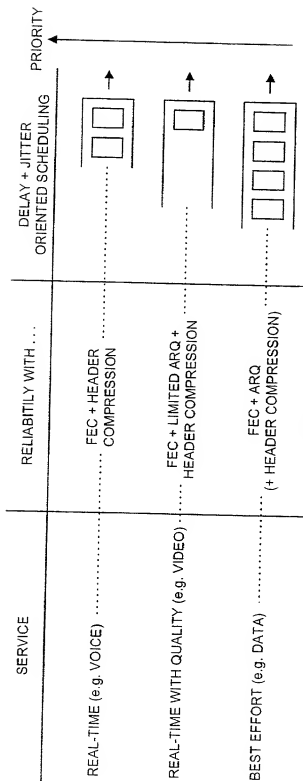 SERVICE
RELIABITILY WITH ....
DELAY + JITTER
ORIENTED SCHEDULING
PRIORITY
REAL-TIME (e.g. VOICE)
FEC + HEADER
COMPRESSION
REAL-TIME WITH QUALITY (e.g. VIDEO)
FEC + LIMITED ARQ +
HEADER COMPRESSION
BEST EFFORT (e.g. DATA)
FEC + ARQ
(+ HEADER COMPRESSION)